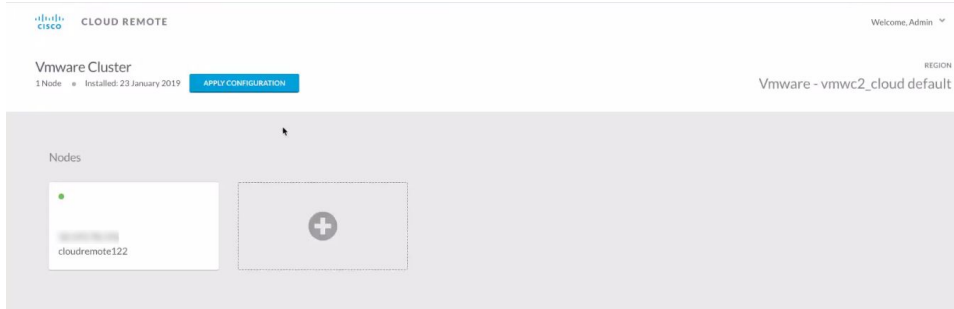 CISCO CLOUD REMOTE
Welcome, Admin
Vmware Cluster
1 Node Installed: 23 January 2019 APPLY CONFIGURATION
REGION
Vmware - vmwc2_cloud default
Nodes
cloudremote122